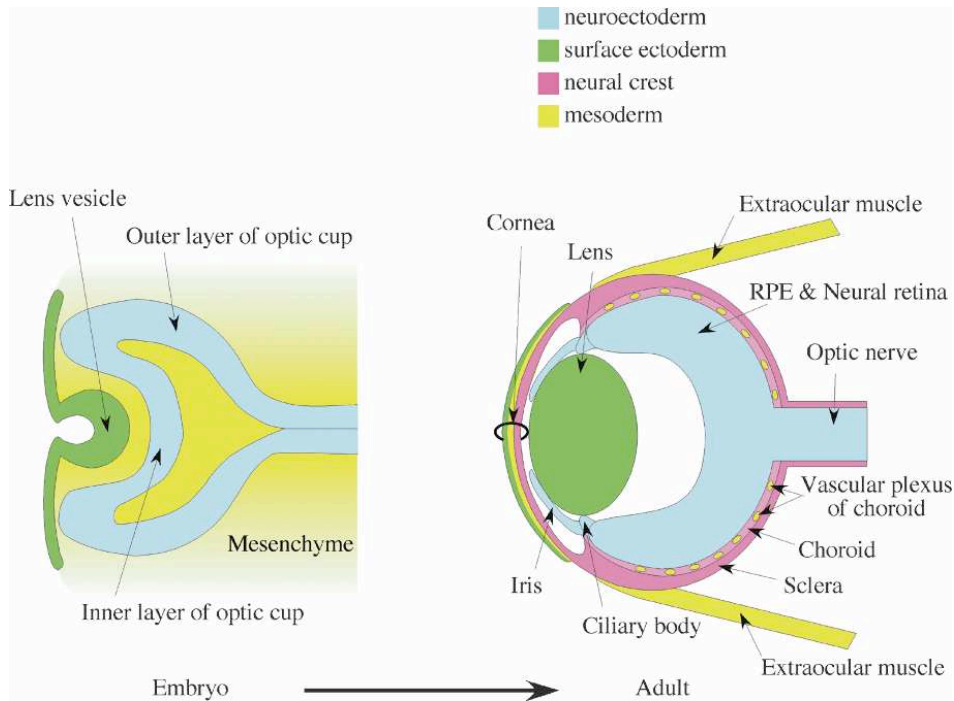 neuroectoderm
surface ectoderm
neural crest
mesoderm
Lens vesicle
Outer layer of optic cup
Mesenchyme
Inner layer of optic cup
Cornea
Lens
Extraocular muscle
RPE & Neural retina
Optic nerve
Vascular plexus
of choroid
Choroid
Sclera
Iris
Ciliary body
Extraocular muscle
Embryo
Adult